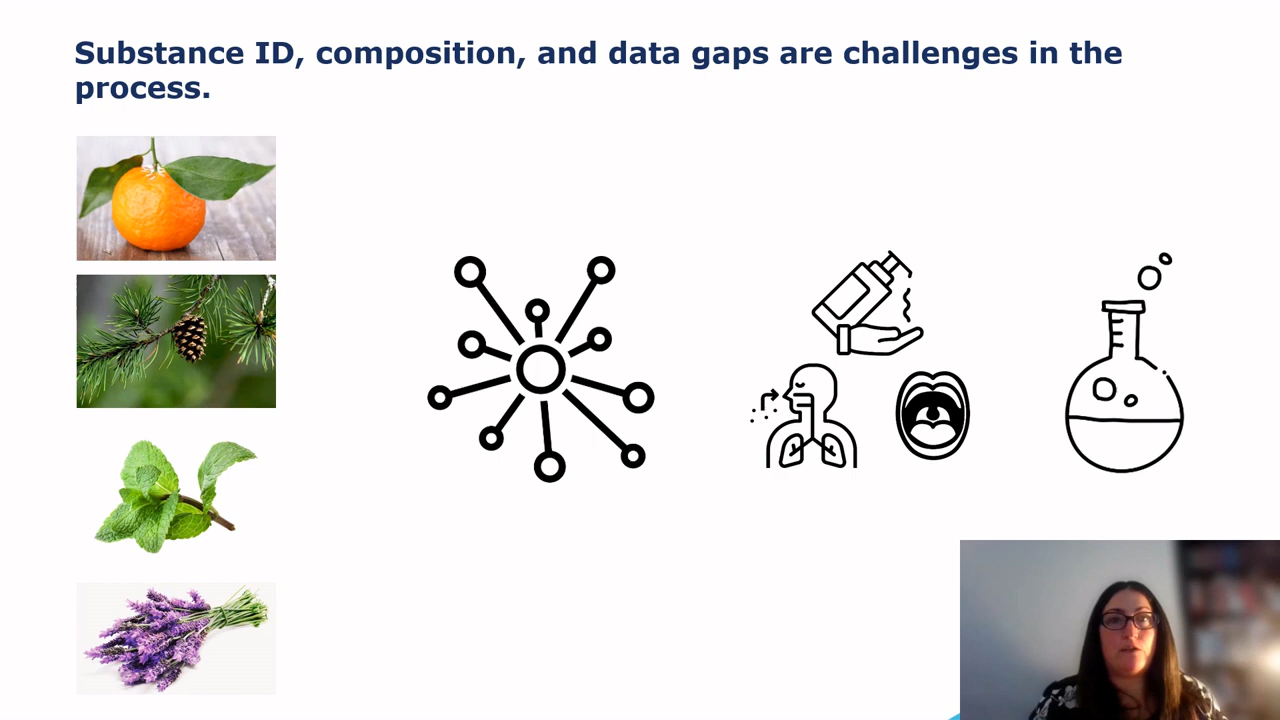 Substance ID, composition, and data gaps are challenges in the
process.